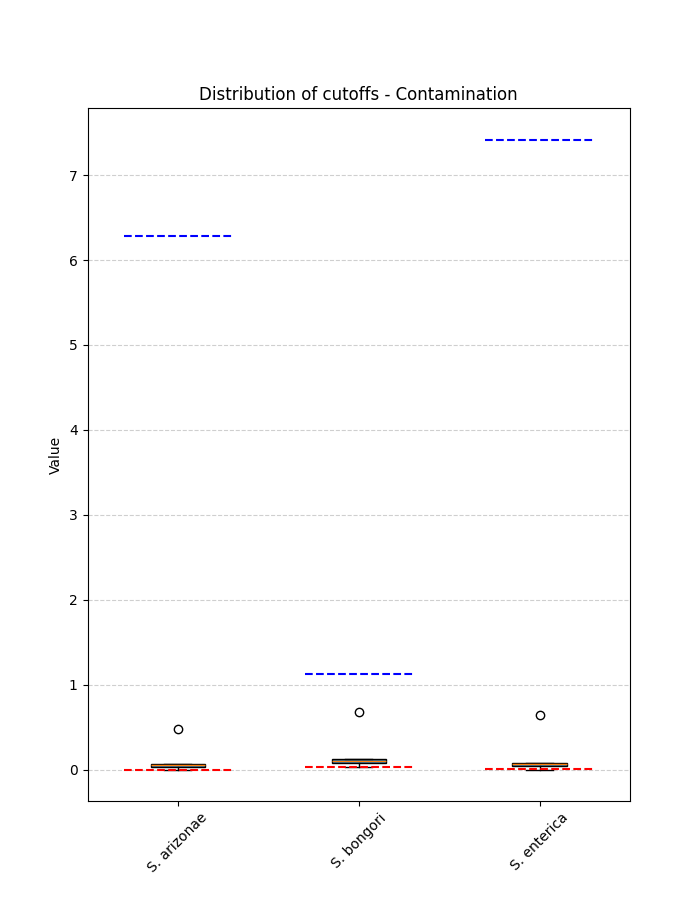 Distribution of cutoffs - Contamination
Value
7
6
5
4
3
2
1
0
S. arizonae
S. bongori
S. enterica